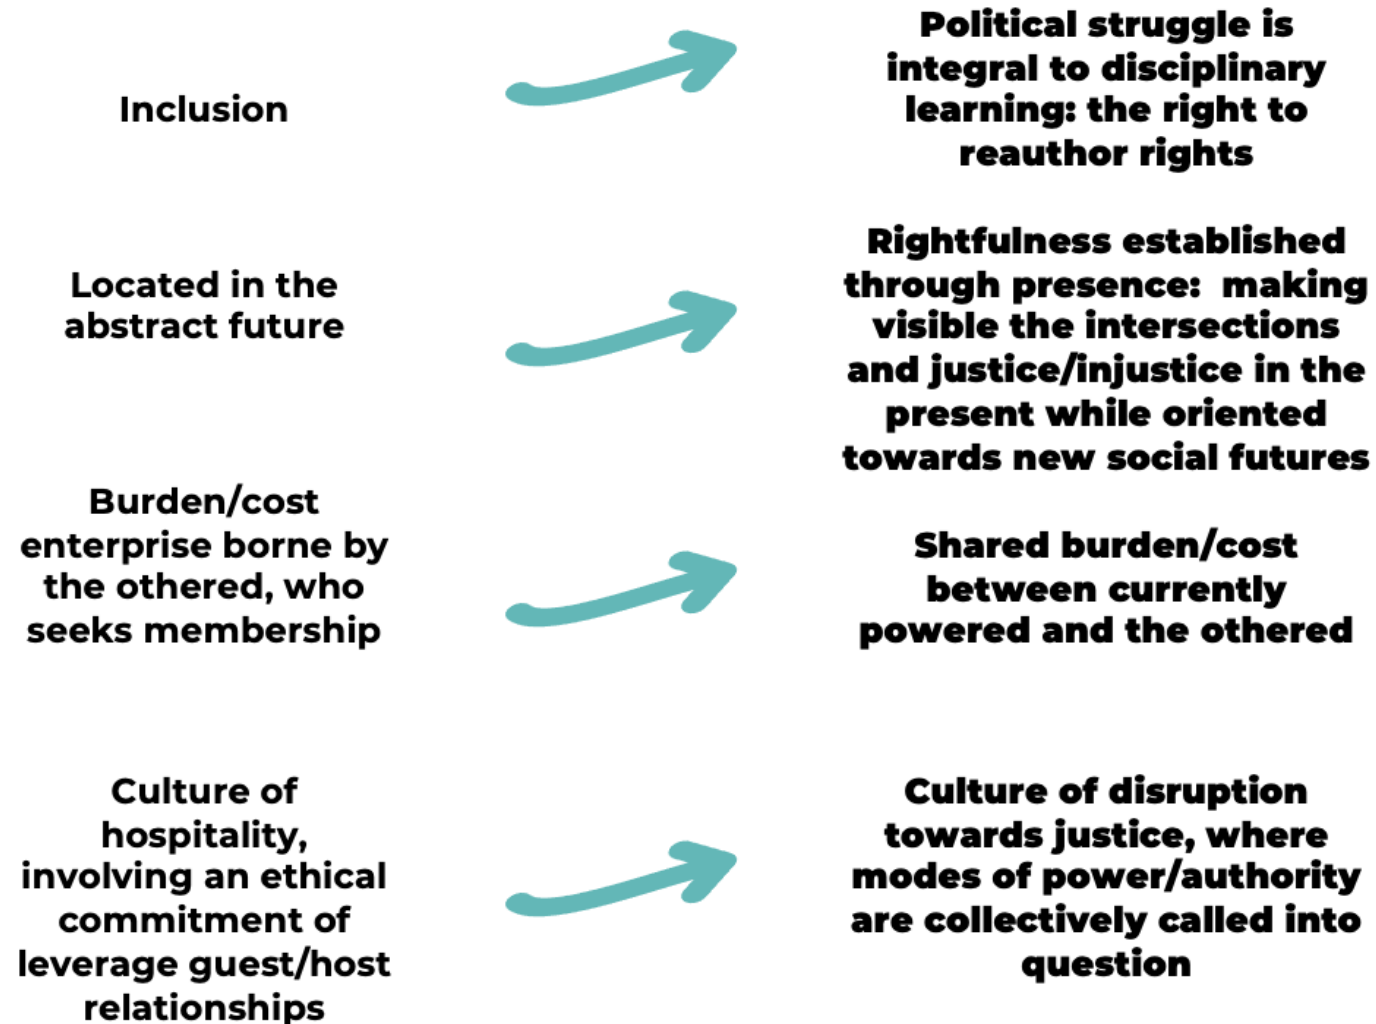 Inclusion
Political struggle is
integral to disciplinary
learning: the right to
reauthor rights
Located in the
abstract future
Rightfulness established
through presence:  making
visible the intersections
and justice/injustice in the
present while oriented
towards new social futures
Burden/cost
enterprise borne by
the othered, who
seeks membership
Shared burden/cost
between currently
powered and the othered
Culture of
hospitality,
involving an ethical
commitment of
leverage guest/host
relationships
Culture of disruption
towards justice, where
modes of power/authority
are collectively called into
question